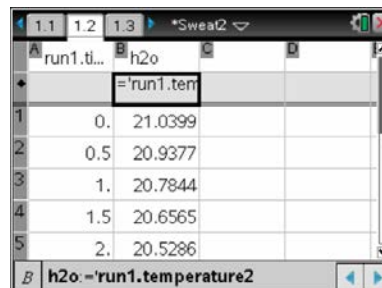 1.1 1.2 1.3 *Sweat2
A run1.ti... B h2o C D
='run1.tem
1 0. 21.0399
2 0.5 20.9377
3 1. 20.7844
4 1.5 20.6565
5 2. 20.5286
B h2o:='run1.temperature2